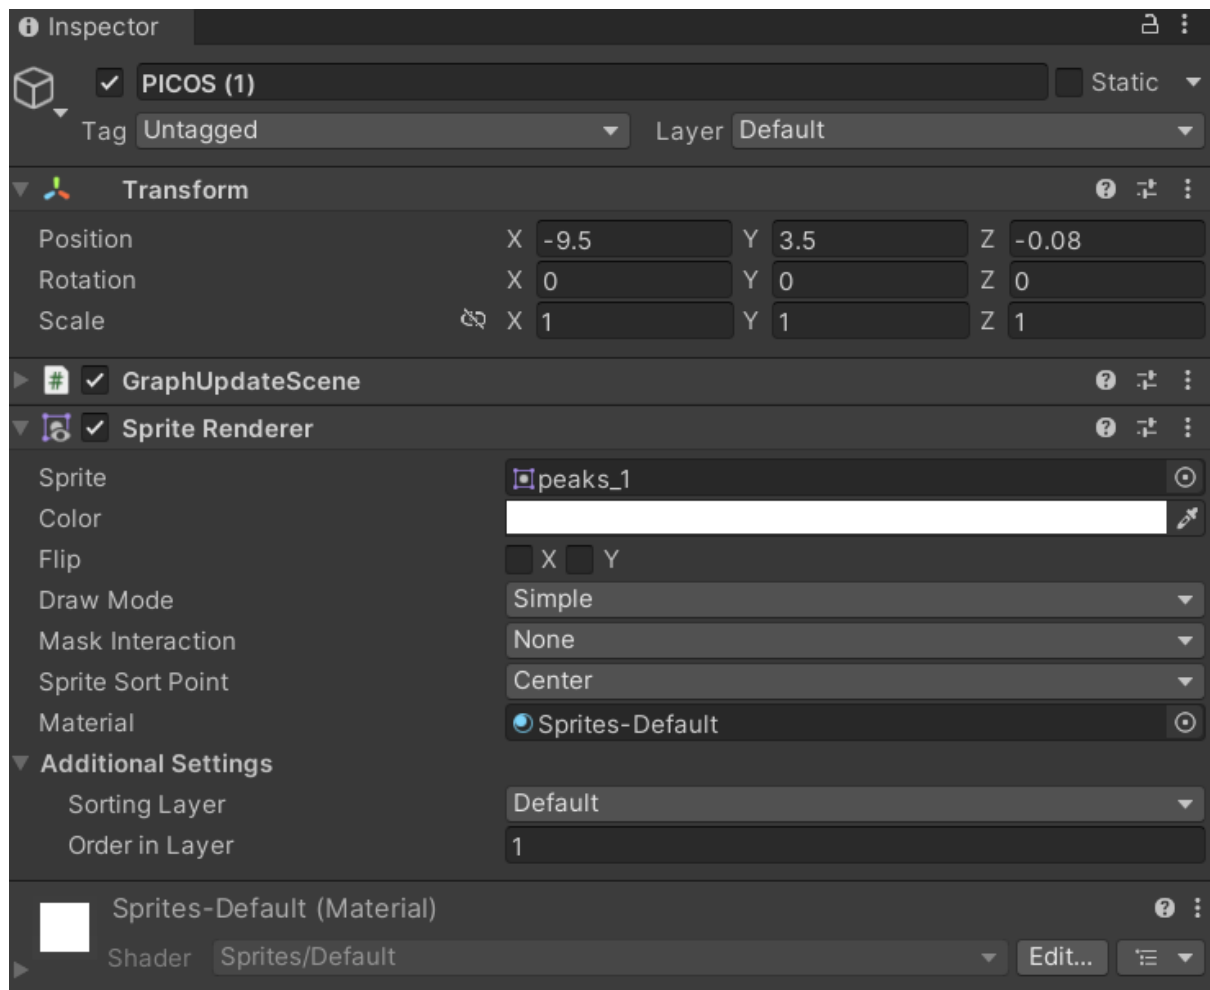 Inspector
PICOS (1) Static
Tag Untagged Layer Default
Transform
Position X -9.5 Y 3.5 Z -0.08
Rotation X 0 Y 0 Z 0
Scale X 1 Y 1 Z 1
# GraphUpdateScene
Sprite Renderer
Sprite peaks_1
Color
Flip X Y
Draw Mode Simple
Mask Interaction None
Sprite Sort Point Center
Material Sprites-Default
Additional Settings
Sorting Layer Default
Order in Layer 1
Sprites-Default (Material)
Shader Sprites/Default Edit...